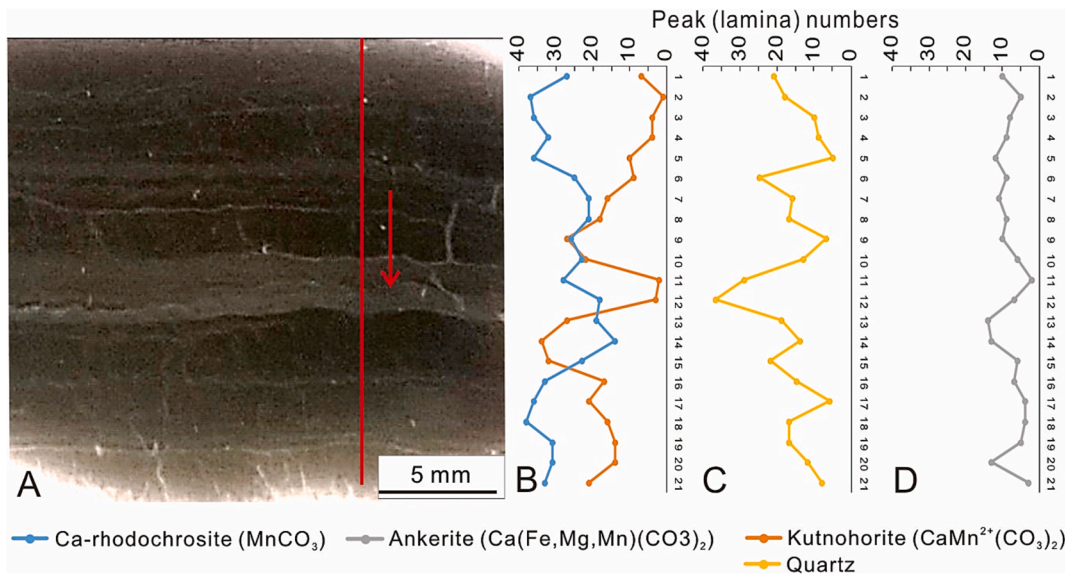 Peak (lamina) numbers
40 30 20 10 0
40 30 20 10 0
40 30 20 10 0
1 2 3 4 5 6 7 8 9 10 11 12 13 14 15 16 17 18 19 20 21
1 2 3 4 5 6 7 8 9 10 11 12 13 14 15 16 17 18 19 20 21
1 2 3 4 5 6 7 8 9 10 11 12 13 14 15 16 17 18 19 20 21
A
5 mm
B
C
D
Ca-rhodochrosite (MnCO₃)
Ankerite (Ca(Fe,Mg,Mn)(CO3)₂)
Kutnohorite (CaMn²⁺(CO₃)₂)
Quartz